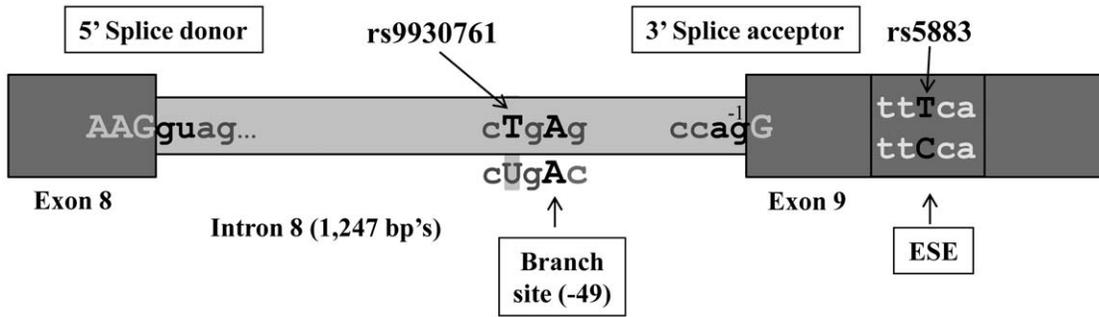 5’ Splice donor
rs9930761
3’ Splice acceptor
rs5883
AAGguag...
cTgAg
-1
ccagG
ttTca
ttCca
cUgAc
Exon 8
Exon 9
Intron 8 (1,247 bp’s)
Branch
site (-49)
ESE